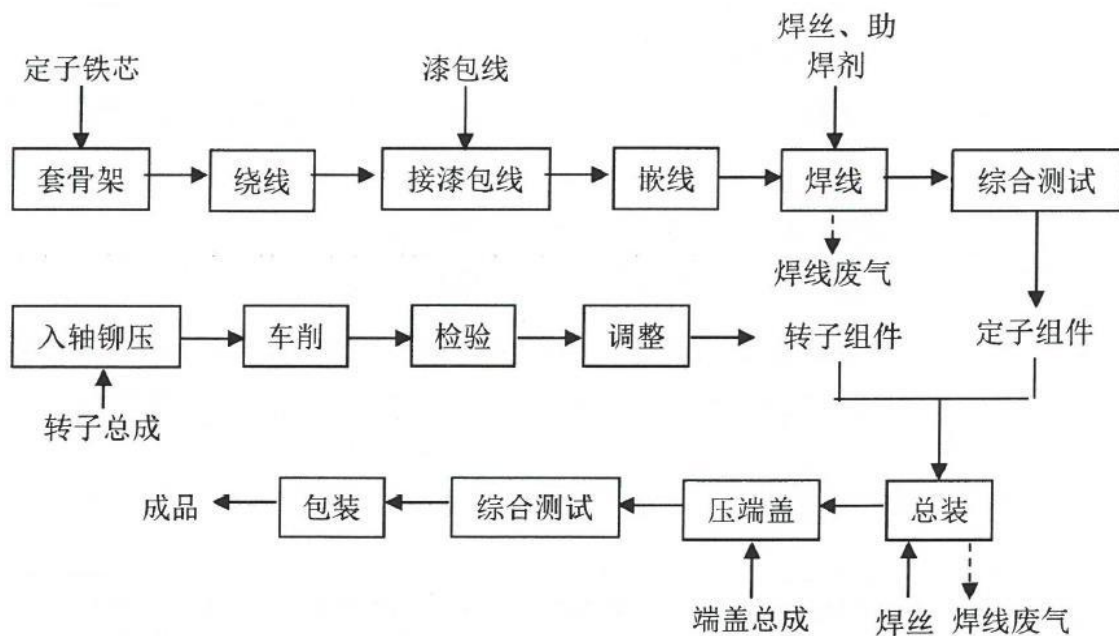 定子铁芯
漆包线
焊丝、助
焊剂
套骨架
绕线
接漆包线
嵌线
焊线
综合测试
焊线废气
入轴铆压
车削
检验
调整
转子组件
定子组件
转子总成
成品
包装
综合测试
压端盖
总装
端盖总成
焊丝
焊线废气